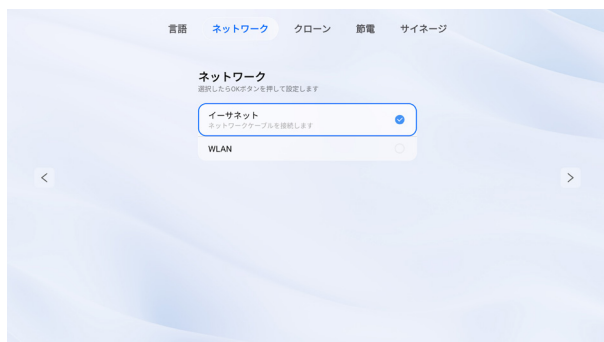 言語 ネットワーク クローン 節電 サイネージ
ネットワーク
選択したらOKボタンを押して設定します
イーサネット
ネットワークケーブルを接続します
WLAN